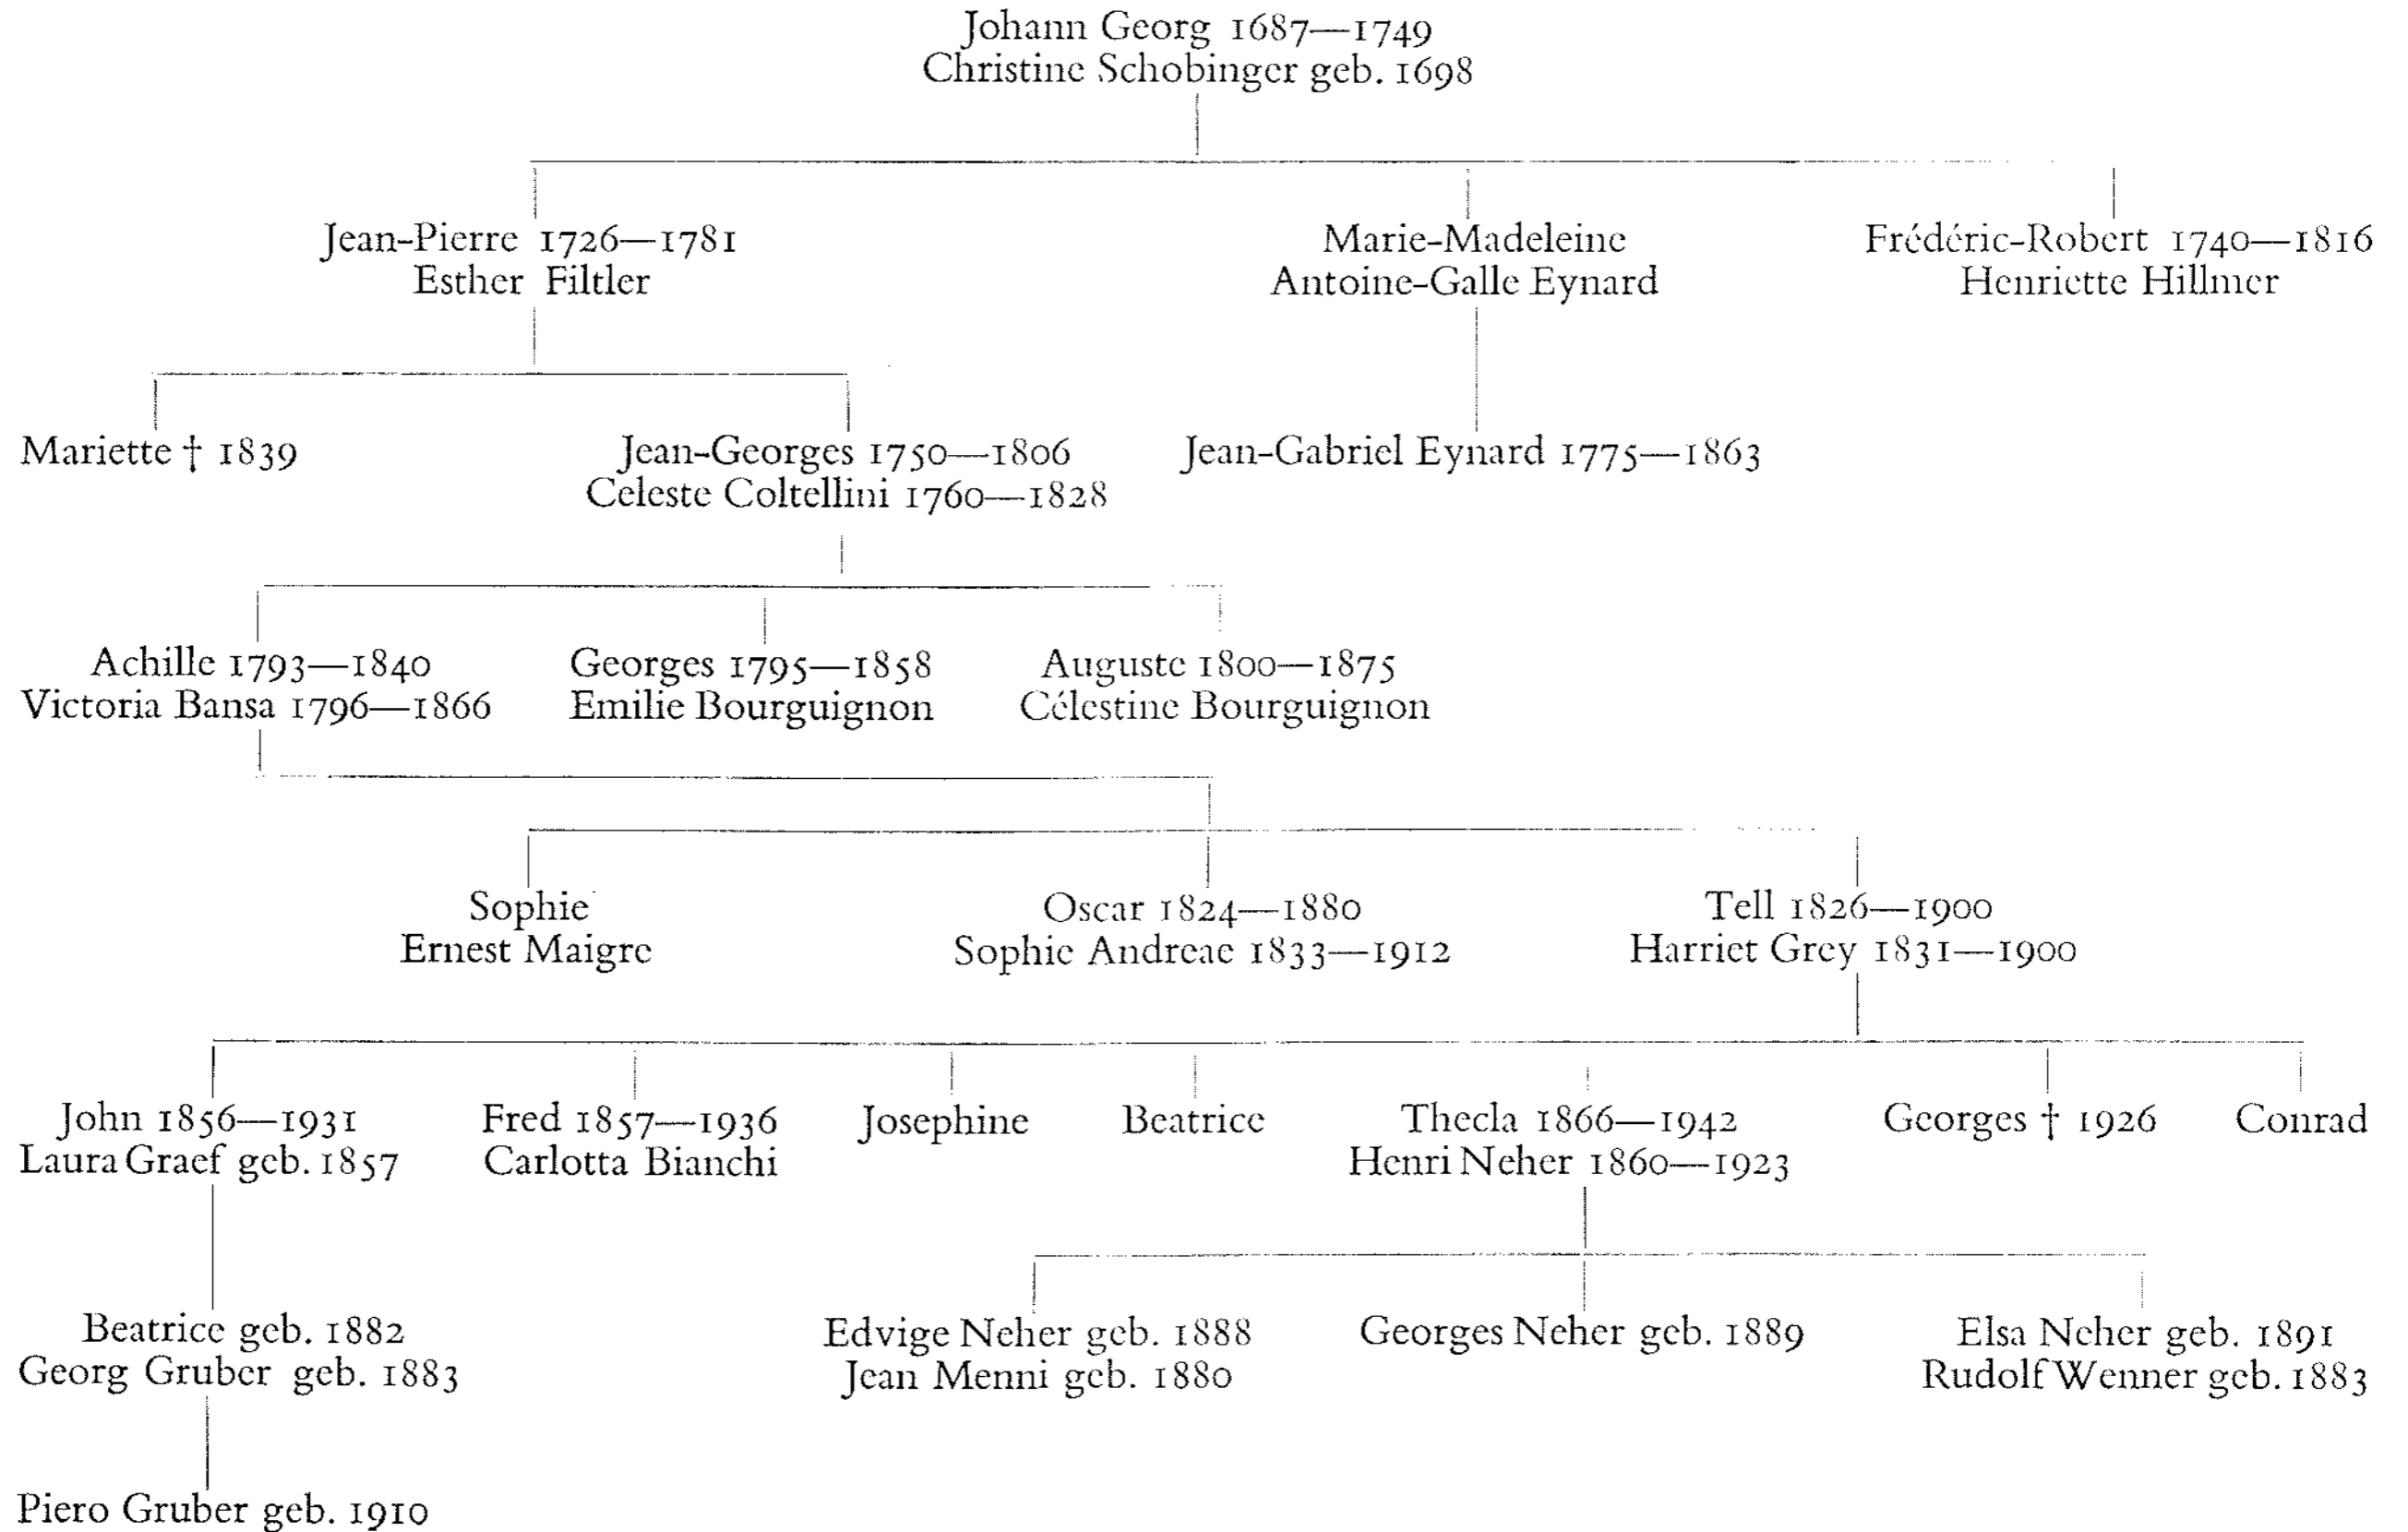 Johann Georg 1687—1749
Christine Schobinger geb. 1698
Jean-Pierre 1726—1781
Esther Filtler
Marie-Madeleine
Antoine-Galle Eynard
Frédéric-Robert 1740—1816
Henriette Hillmer
Mariette † 1839
Jean-Georges 1750—1806
Celeste Coltellini 1760—1828
Jean-Gabriel Eynard 1775—1863
Achille 1793—1840
Victoria Bansa 1796—1866
Georges 1795—1858
Emilie Bourguignon
Auguste 1800—1875
Célestine Bourguignon
Sophie
Ernest Maigre
Oscar 1824—1880
Sophie Andreae 1833—1912
Tell 1826—1900
Harriet Grey 1831—1900
John 1856—1931
Laura Graef geb. 1857
Fred 1857—1936
Carlotta Bianchi
Josephine
Beatrice
Thecla 1866—1942
Henri Neher 1860—1923
Georges † 1926
Conrad
Beatrice geb. 1882
Georg Gruber geb. 1883
Edvige Neher geb. 1888
Jean Menni geb. 1880
Georges Neher geb. 1889
Elsa Neher geb. 1891
Rudolf Wenner geb. 1883
Piero Gruber geb. 1910